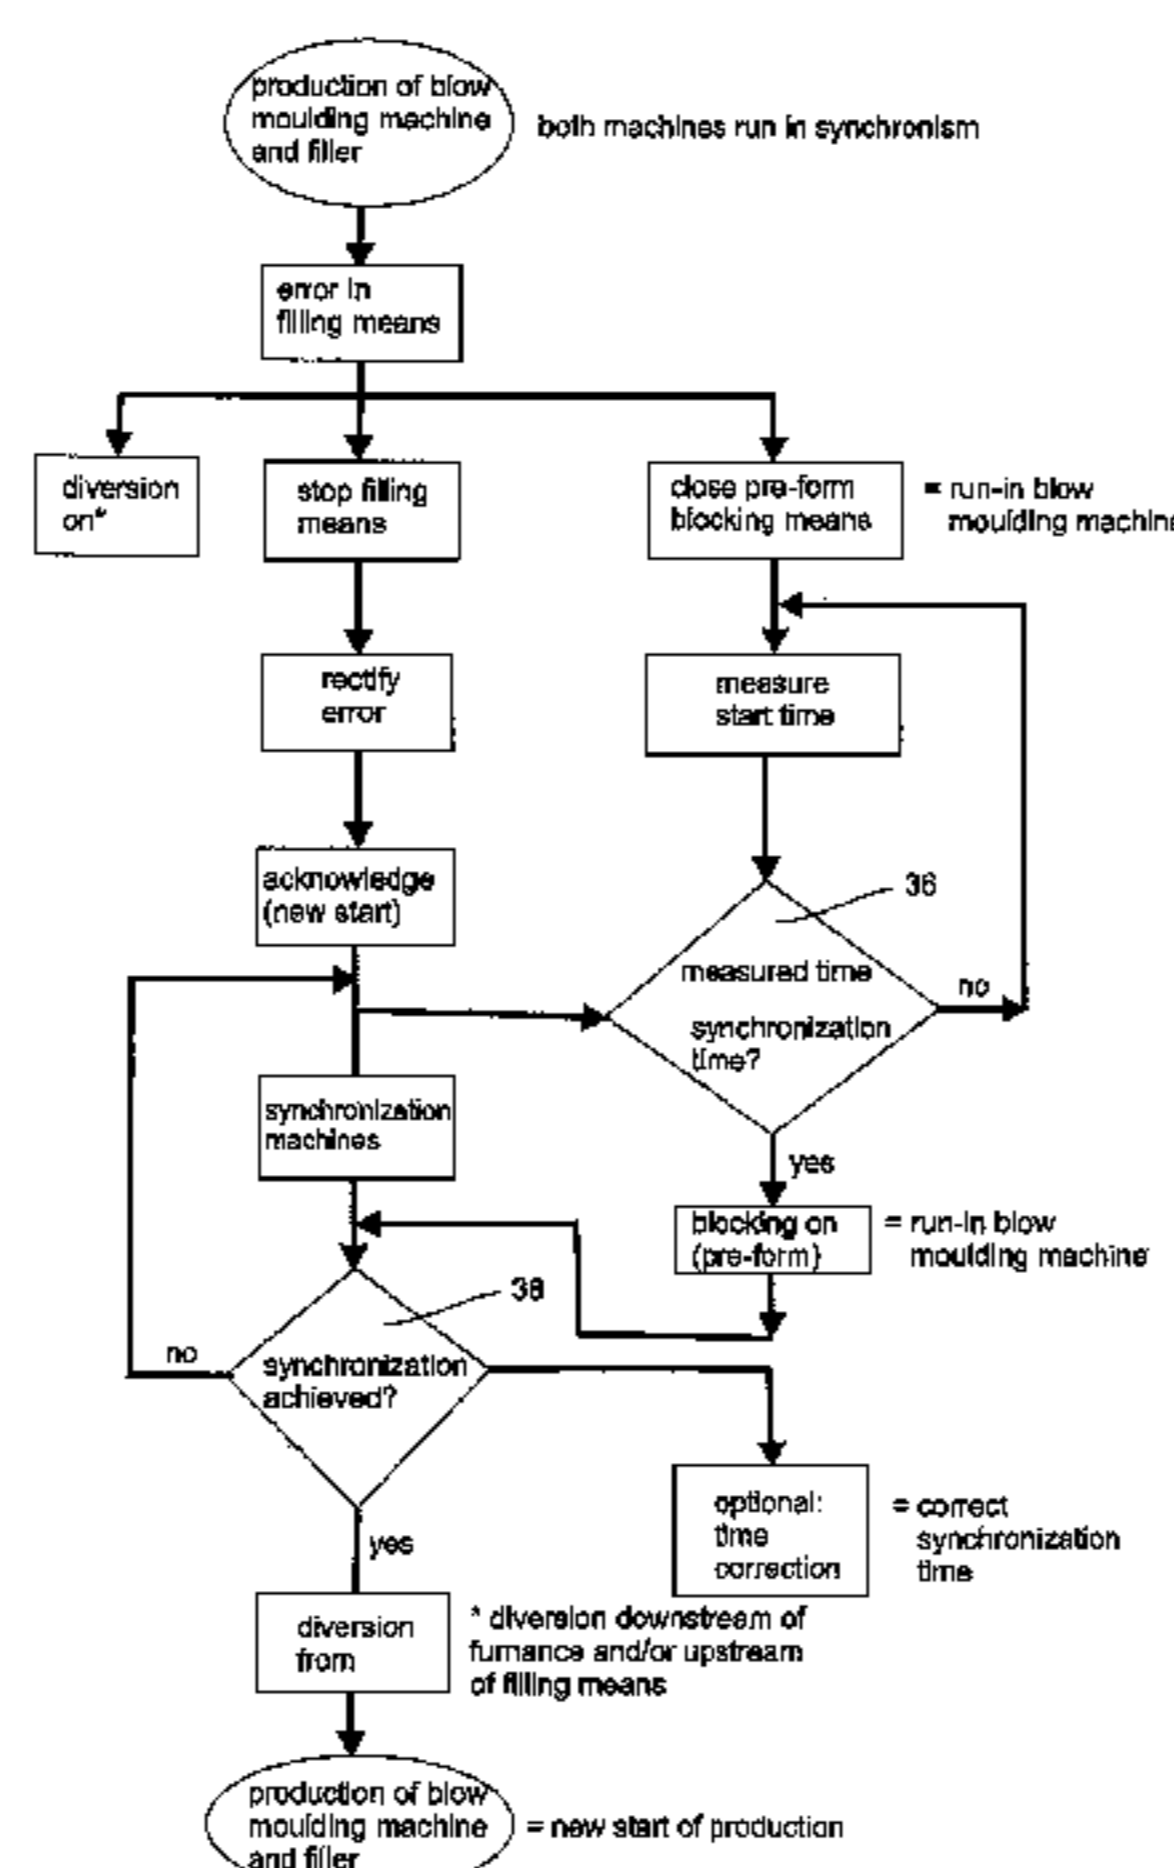 production of blow
moulding machine
and filler
both machines run in synchronism
error in
filling means
diversion
on*
stop filling
means
close pre-form
blocking means
= run-in blow
moulding machine
rectify
error
measure
start time
acknowledge
(new start)
36
measured time
synchronization
time?
no
synchronization
machines
yes
blocking on
(pre-form)
= run-in blow
moulding machine
38
no
synchronization
achieved?
optional:
time
correction
= correct
synchronization
time
yes
diversion
from
* diversion downstream of
furnance and/or upstream
of filling means
production of blow
moulding machine
and filler
= new start of production